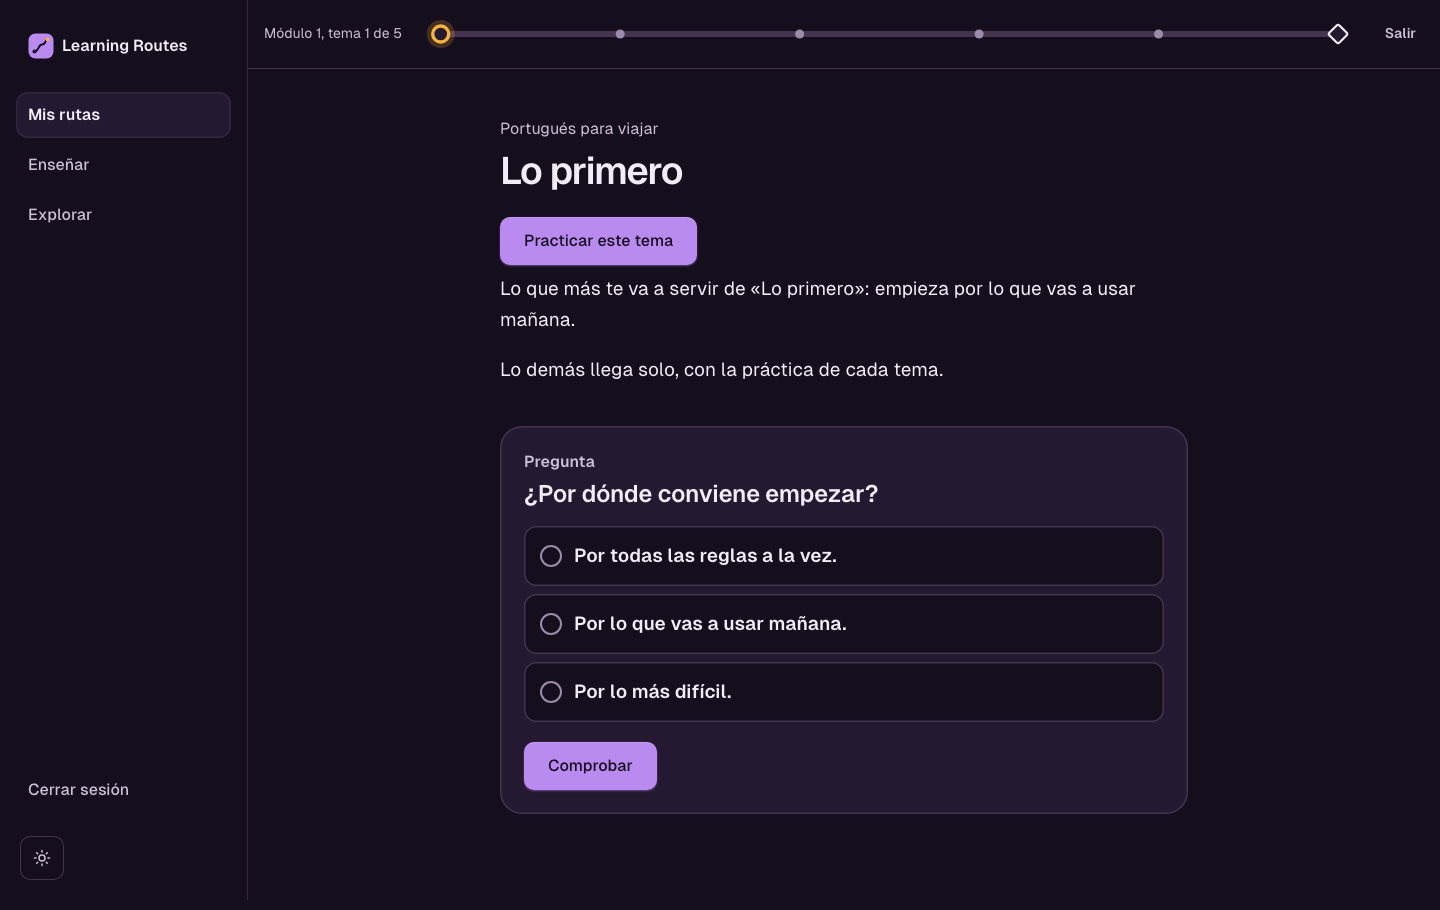 Learning Routes
Mis rutas
Enseñar
Explorar
Cerrar sesión
Módulo 1, tema 1 de 5
Salir
Portugués para viajar
Lo primero
Practicar este tema
Lo que más te va a servir de «Lo primero»: empieza por lo que vas a usar
mañana.
Lo demás llega solo, con la práctica de cada tema.
Pregunta
¿Por dónde conviene empezar?
Por todas las reglas a la vez.
Por lo que vas a usar mañana.
Por lo más difícil.
Comprobar